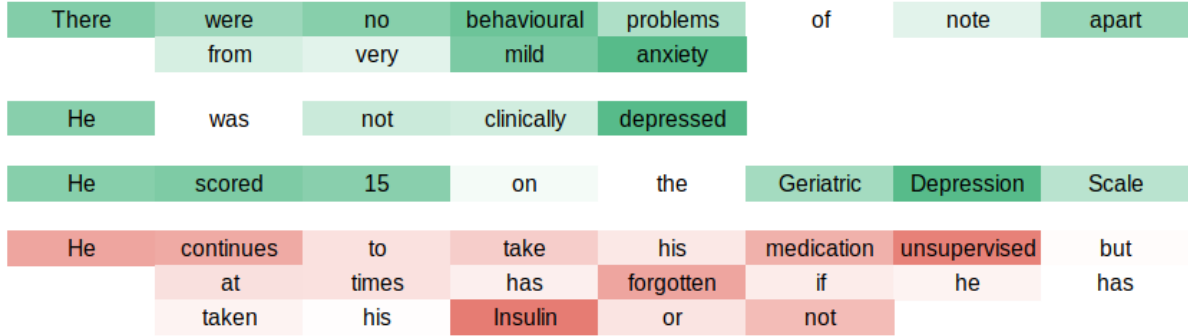 There were no behavioural problems of note apart
from very mild anxiety
He was not clinically depressed
He scored 15 on the Geriatric Depression Scale
He continues to take his medication unsupervised but
at times has forgotten if he has
taken his Insulin or not